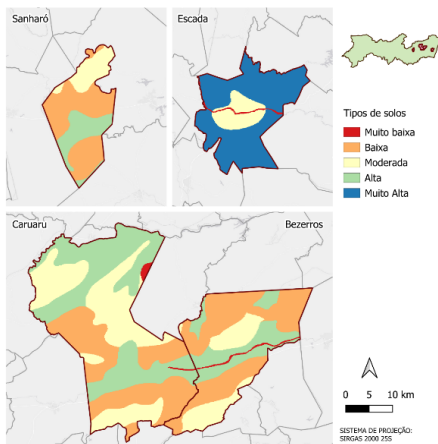 Sanharó
Escada
Tipos de solos
Muito baixa
Baixa
Moderada
Alta
Muito Alta
Caruaru
Bezerros
0 5 10 km
SISTEMA DE PROJEÇÃO:
SIRGAS 2000 25S